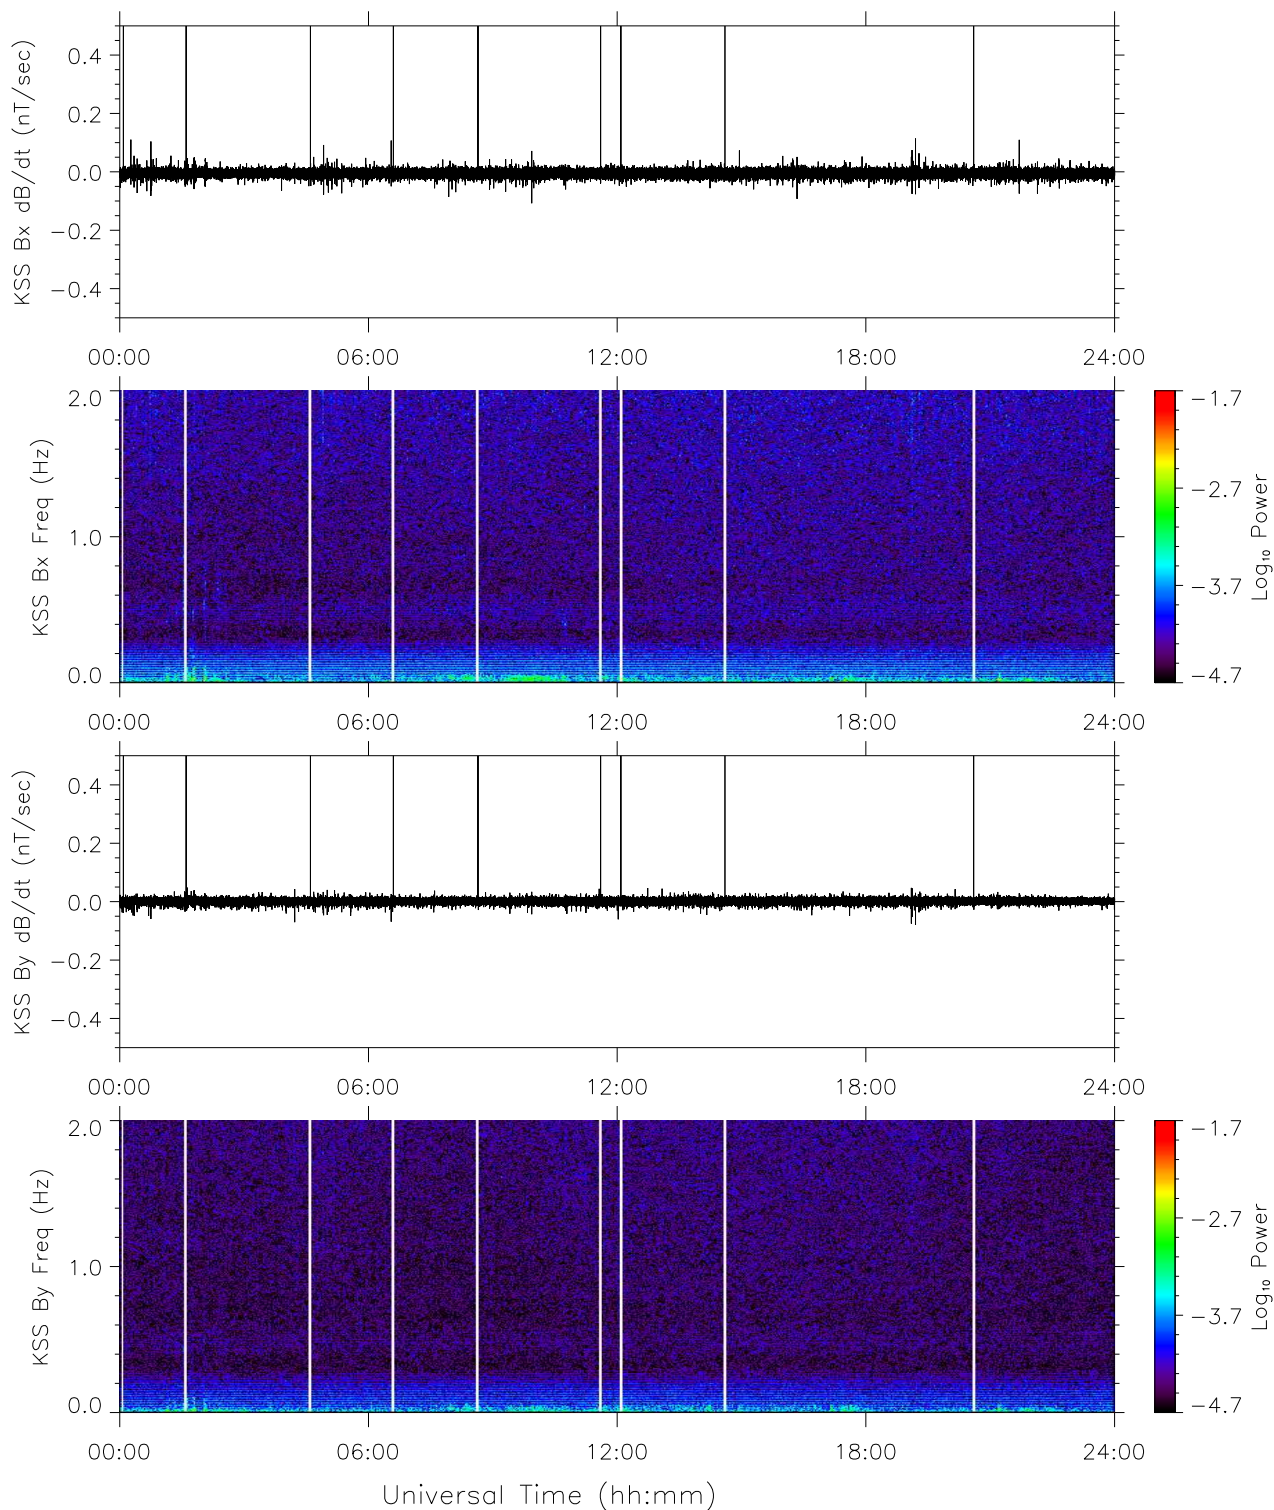 KSS Bx dB/dt (nT/sec)
0.4
0.2
0.0
−0.2
−0.4
00:00 06:00 12:00 18:00 24:00
KSS Bx Freq (Hz)
2.0
1.0
0.0
−1.7
−2.7
−3.7
−4.7
Log₁₀ Power
00:00 06:00 12:00 18:00 24:00
KSS By dB/dt (nT/sec)
0.4
0.2
0.0
−0.2
−0.4
00:00 06:00 12:00 18:00 24:00
KSS By Freq (Hz)
2.0
1.0
0.0
−1.7
−2.7
−3.7
−4.7
Log₁₀ Power
00:00 06:00 12:00 18:00 24:00
Universal Time (hh:mm)